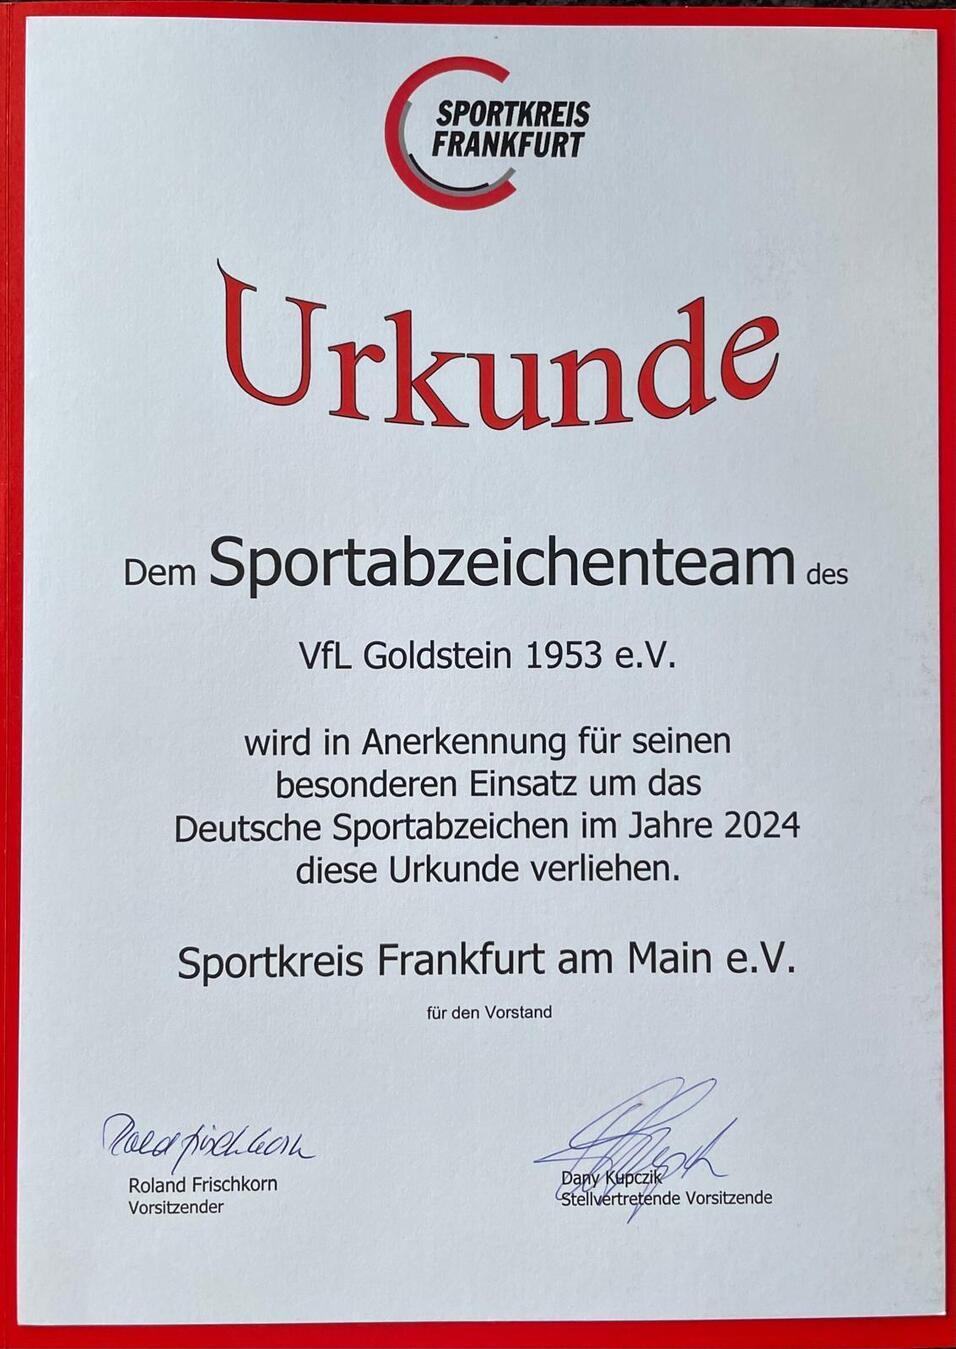 SPORTKREIS
FRANKFURT
Urkunde
Dem Sportabzeichenteam des
VfL Goldstein 1953 e.V.
wird in Anerkennung für seinen
besonderen Einsatz um das
Deutsche Sportabzeichen im Jahre 2024
diese Urkunde verliehen.
Sportkreis Frankfurt am Main e.V.
für den Vorstand
Roland Frischkorn
Roland Frischkorn
Vorsitzender
Dany Kupczik
Stellvertretende Vorsitzende